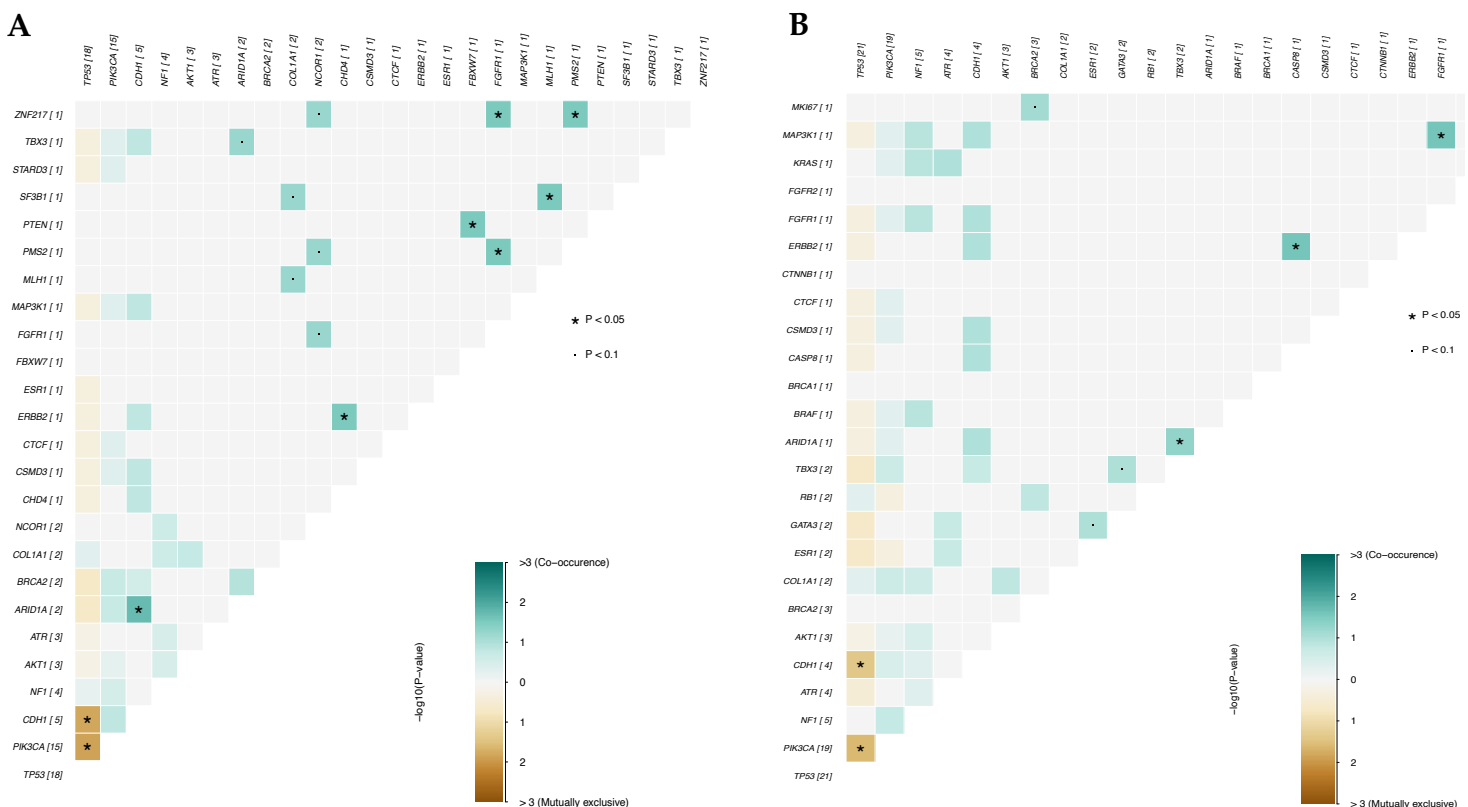 A
TP53 [18]
PIK3CA [15]
CDH1 [ 5]
NF1 [ 4]
AKT1 [ 3]
ATR [ 3]
ARID1A [ 2]
BRCA2 [ 2]
COL1A1 [ 2]
NCOR1 [ 2]
CHD4 [ 1]
CSMD3 [ 1]
CTCF [ 1]
ERBB2 [ 1]
ESR1 [ 1]
FBXW7 [ 1]
FGFR1 [ 1]
MAP3K1 [ 1]
MLH1 [ 1]
PMS2 [ 1]
PTEN [ 1]
SF3B1 [ 1]
STARD3 [ 1]
TBX3 [ 1]
ZNF217 [ 1]
ZNF217 [ 1]
TBX3 [ 1]
STARD3 [ 1]
SF3B1 [ 1]
PTEN [ 1]
PMS2 [ 1]
MLH1 [ 1]
MAP3K1 [ 1]
FGFR1 [ 1]
FBXW7 [ 1]
ESR1 [ 1]
ERBB2 [ 1]
CTCF [ 1]
CSMD3 [ 1]
CHD4 [ 1]
NCOR1 [ 2]
COL1A1 [ 2]
BRCA2 [ 2]
ARID1A [ 2]
ATR [ 3]
AKT1 [ 3]
NF1 [ 4]
CDH1 [ 5]
PIK3CA [15]
TP53 [18]
* P < 0.05
· P < 0.1
−log10(P−value)
>3 (Co−occurence)
2
1
0
1
2
> 3 (Mutually exclusive)
B
TP53 [21]
PIK3CA [19]
NF1 [ 5]
ATR [ 4]
CDH1 [ 4]
AKT1 [ 3]
BRCA2 [ 3]
COL1A1 [ 2]
ESR1 [ 2]
GATA3 [ 2]
RB1 [ 2]
TBX3 [ 2]
ARID1A [ 1]
BRAF [ 1]
BRCA1 [ 1]
CASP8 [ 1]
CSMD3 [ 1]
CTCF [ 1]
CTNNB1 [ 1]
ERBB2 [ 1]
FGFR1 [ 1]
MKI67 [ 1]
MAP3K1 [ 1]
KRAS [ 1]
FGFR2 [ 1]
FGFR1 [ 1]
ERBB2 [ 1]
CTNNB1 [ 1]
CTCF [ 1]
CSMD3 [ 1]
CASP8 [ 1]
BRCA1 [ 1]
BRAF [ 1]
ARID1A [ 1]
TBX3 [ 2]
RB1 [ 2]
GATA3 [ 2]
ESR1 [ 2]
COL1A1 [ 2]
BRCA2 [ 3]
AKT1 [ 3]
CDH1 [ 4]
ATR [ 4]
NF1 [ 5]
PIK3CA [19]
TP53 [21]
* P < 0.05
· P < 0.1
−log10(P−value)
>3 (Co−occurence)
2
1
0
1
2
> 3 (Mutually exclusive)